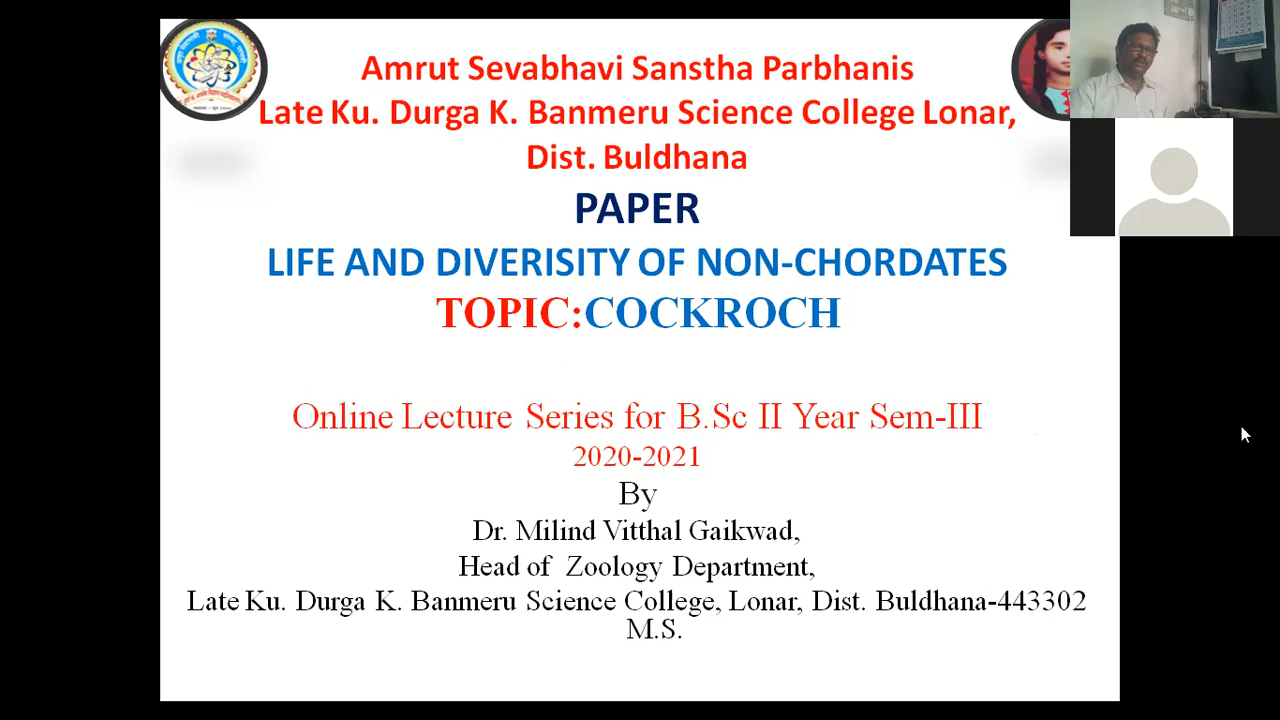 Amrut Sevabhavi Sanstha Parbhanis
Late Ku. Durga K. Banmeru Science College Lonar,
Dist. Buldhana
PAPER
LIFE AND DIVERISITY OF NON-CHORDATES
TOPIC:COCKROCH
Online Lecture Series for B.Sc II Year Sem-III
2020-2021
By
Dr. Milind Vitthal Gaikwad,
Head of Zoology Department,
Late Ku. Durga K. Banmeru Science College, Lonar, Dist. Buldhana-443302
M.S.